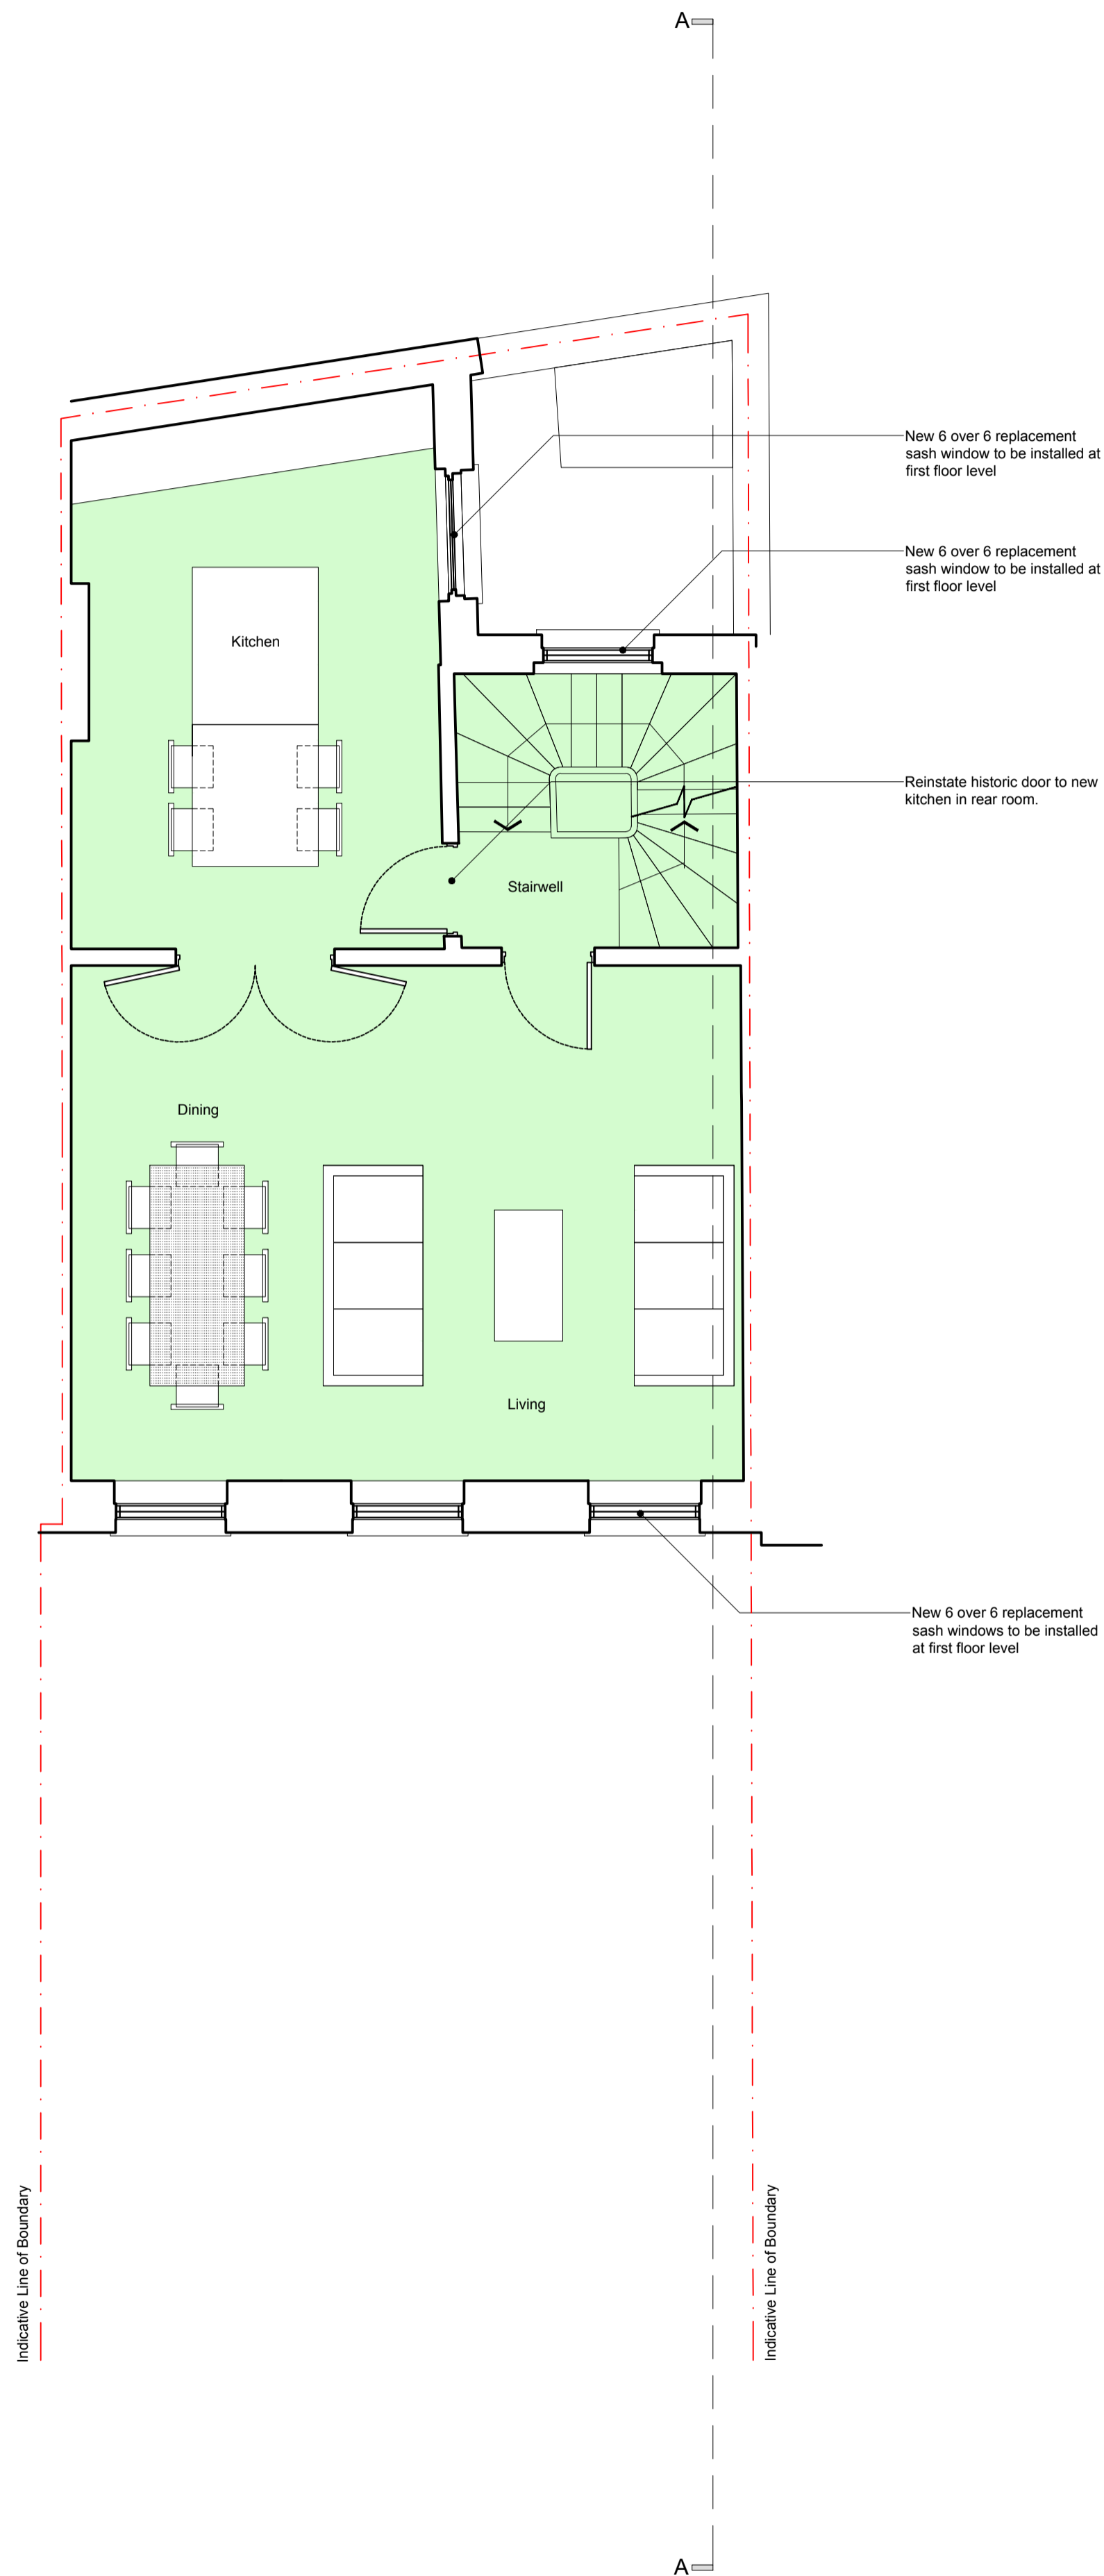 A
New 6 over 6 replacement
sash window to be installed at
first floor level
New 6 over 6 replacement
sash window to be installed at
first floor level
Kitchen
Reinstate historic door to new
kitchen in rear room.
Stairwell
Dining
Living
New 6 over 6 replacement
sash windows to be installed
at first floor level
Indicative Line of Boundary
Indicative Line of Boundary
A